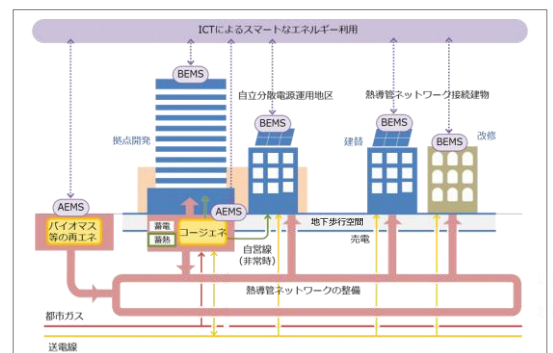 ICTによるスマートなエネルギー利用
BEMS
自立分散電源運用地区
熱導管ネットワーク接続建物
BEMS
BEMS
BEMS
拠点開発
建替
改修
AEMS
AEMS
バイオマス
等の再エネ
蓄電
蓄熱
コージェネ
地下歩行空間
自営線
(非常時)
売電
熱導管ネットワークの整備
都市ガス
送電線